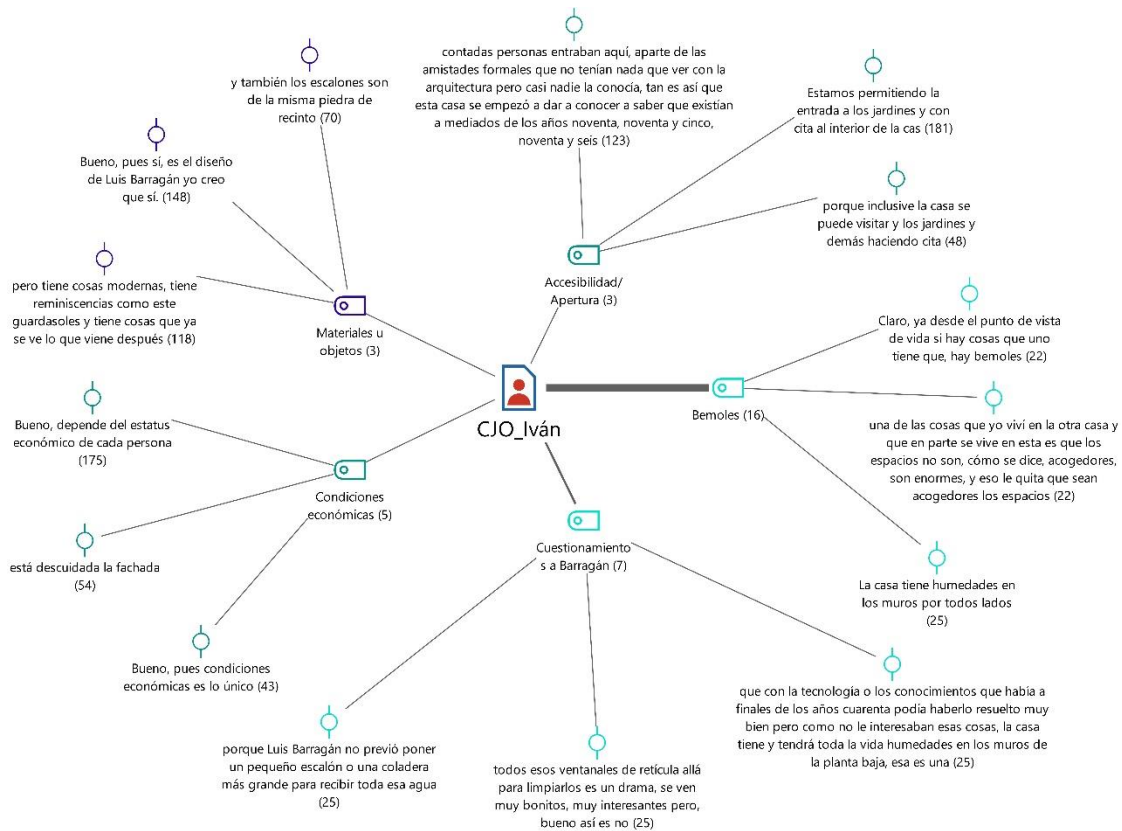 contadas personas entraban aquí, aparte de las
amistades formales que no tenían nada que ver con la
arquitectura pero casi nadie la conocía, tan es así que
esta casa se empezó a dar a conocer a saber que existían
a mediados de los años noventa, noventa y cinco,
noventa y seis (123)
y también los escalones son
de la misma piedra de
recinto (70)
Estamos permitiendo la
entrada a los jardines y con
cita al interior de la cas (181)
Bueno, pues sí, es el diseño
de Luis Barragán yo creo
que sí. (148)
porque inclusive la casa se
puede visitar y los jardines y
demás haciendo cita (48)
pero tiene cosas modernas, tiene
reminiscencias como este
guardasoles y tiene cosas que ya
se ve lo que viene después (118)
Materiales u
objetos (3)
Accesibilidad/
Apertura (3)
Claro, ya desde el punto de vista
de vida si hay cosas que uno
tiene que, hay bemoles (22)
CJO_Iván
Bemoles (16)
una de las cosas que yo viví en la otra casa y
que en parte se vive en esta es que los
espacios no son, cómo se dice, acogedores,
son enormes, y eso le quita que sean
acogedores los espacios (22)
Bueno, depende del estatus
económico de cada persona
(175)
Condiciones
económicas (5)
está descuidada la fachada
(54)
Cuestionamiento
s a Barragán (7)
La casa tiene humedades en
los muros por todos lados
(25)
Bueno, pues condiciones
económicas es lo único (43)
que con la tecnología o los conocimientos que había a
finales de los años cuarenta podía haberlo resuelto muy
bien pero como no le interesaban esas cosas, la casa
tiene y tendrá toda la vida humedades en los muros de
la planta baja, esa es una (25)
porque Luis Barragán no previó poner
un pequeño escalón o una coladera
más grande para recibir toda esa agua
(25)
todos esos ventanales de retícula allá
para limpiarlos es un drama, se ven
muy bonitos, muy interesantes pero,
bueno así es no (25)